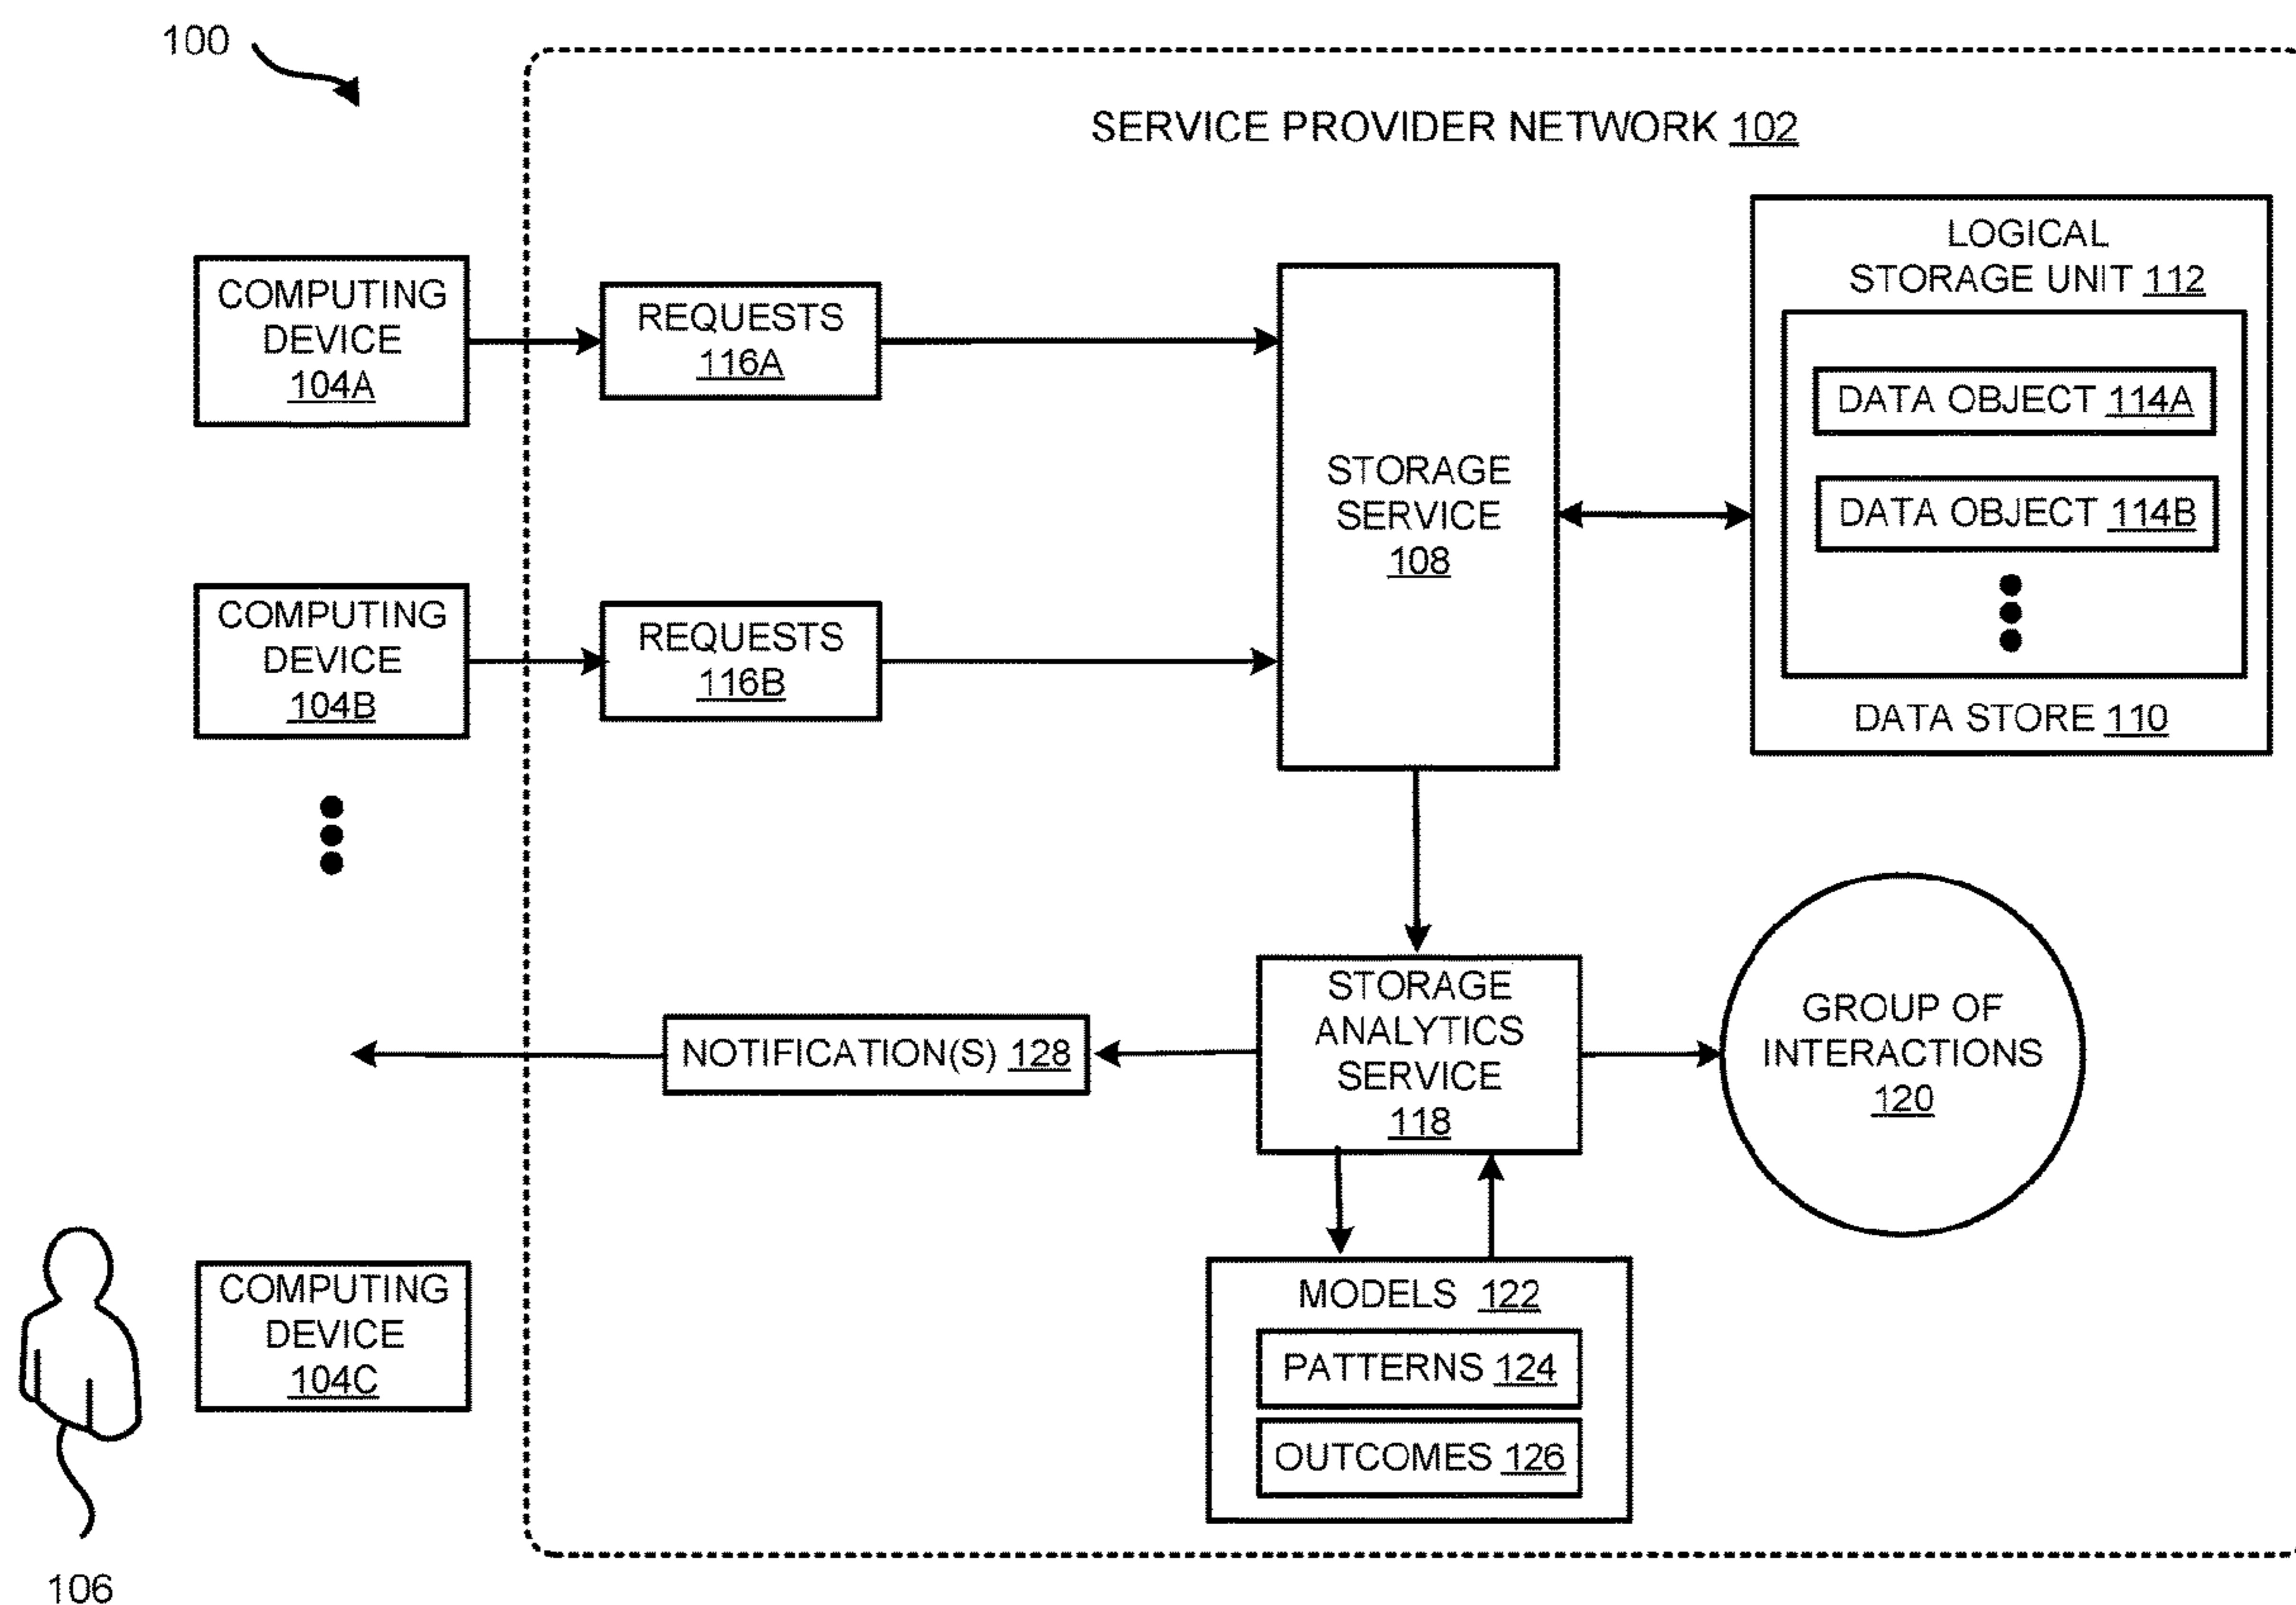 100
SERVICE PROVIDER NETWORK 102
COMPUTING
DEVICE
104A
REQUESTS
116A
STORAGE
SERVICE
108
LOGICAL
STORAGE UNIT 112
DATA OBJECT 114A
DATA OBJECT 114B
DATA STORE 110
COMPUTING
DEVICE
104B
REQUESTS
116B
NOTIFICATION(S) 128
STORAGE
ANALYTICS
SERVICE
118
GROUP OF
INTERACTIONS
120
COMPUTING
DEVICE
104C
MODELS 122
PATTERNS 124
OUTCOMES 126
106